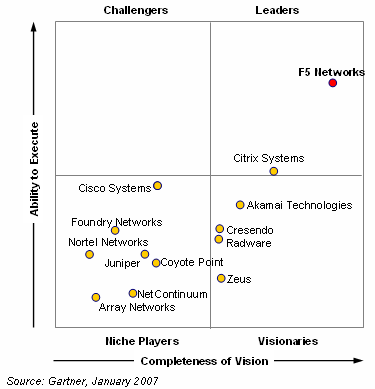 Challengers
Leaders
F5 Networks
Citrix Systems
Cisco Systems
Akamai Technologies
Foundry Networks
Cresendo
Nortel Networks
Radware
Juniper
Coyote Point
Zeus
NetContinuum
Array Networks
Ability to Execute
Niche Players
Visionaries
Completeness of Vision
Source: Gartner, January 2007